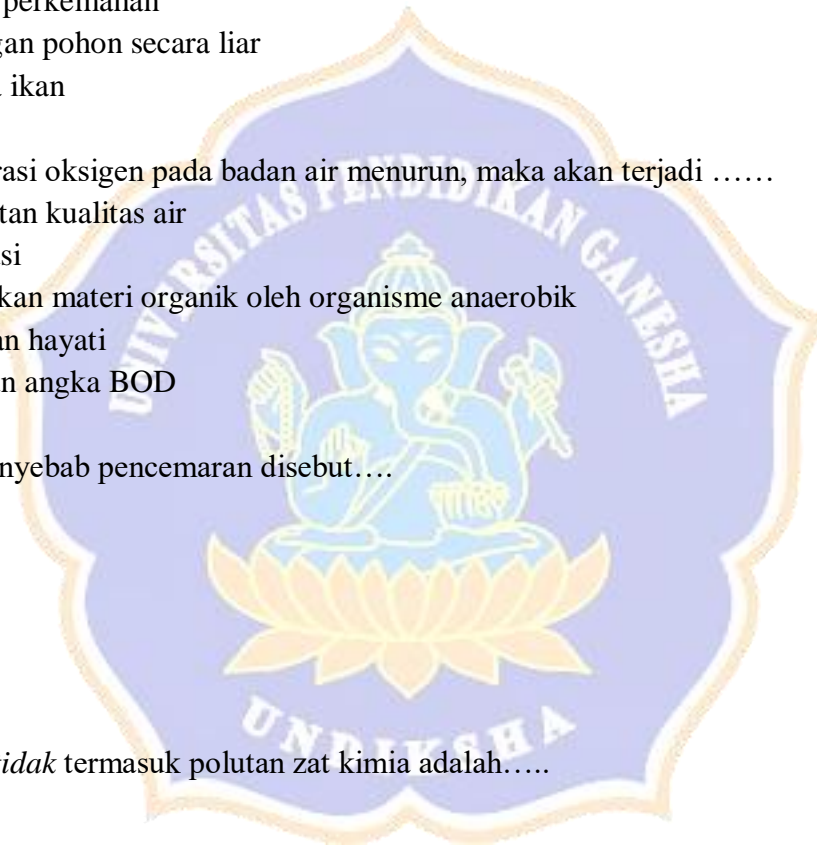 perkemahan
gan pohon secara liar
ikan
rasi oksigen pada badan air menurun, maka akan terjadi ……
tan kualitas air
si
kan materi organik oleh organisme anaerobik
an hayati
n angka BOD
nyebab pencemaran disebut….
idak termasuk polutan zat kimia adalah…..
UNIVERSITAS PENDIDIKAN GANESHA
UNDIKSHA